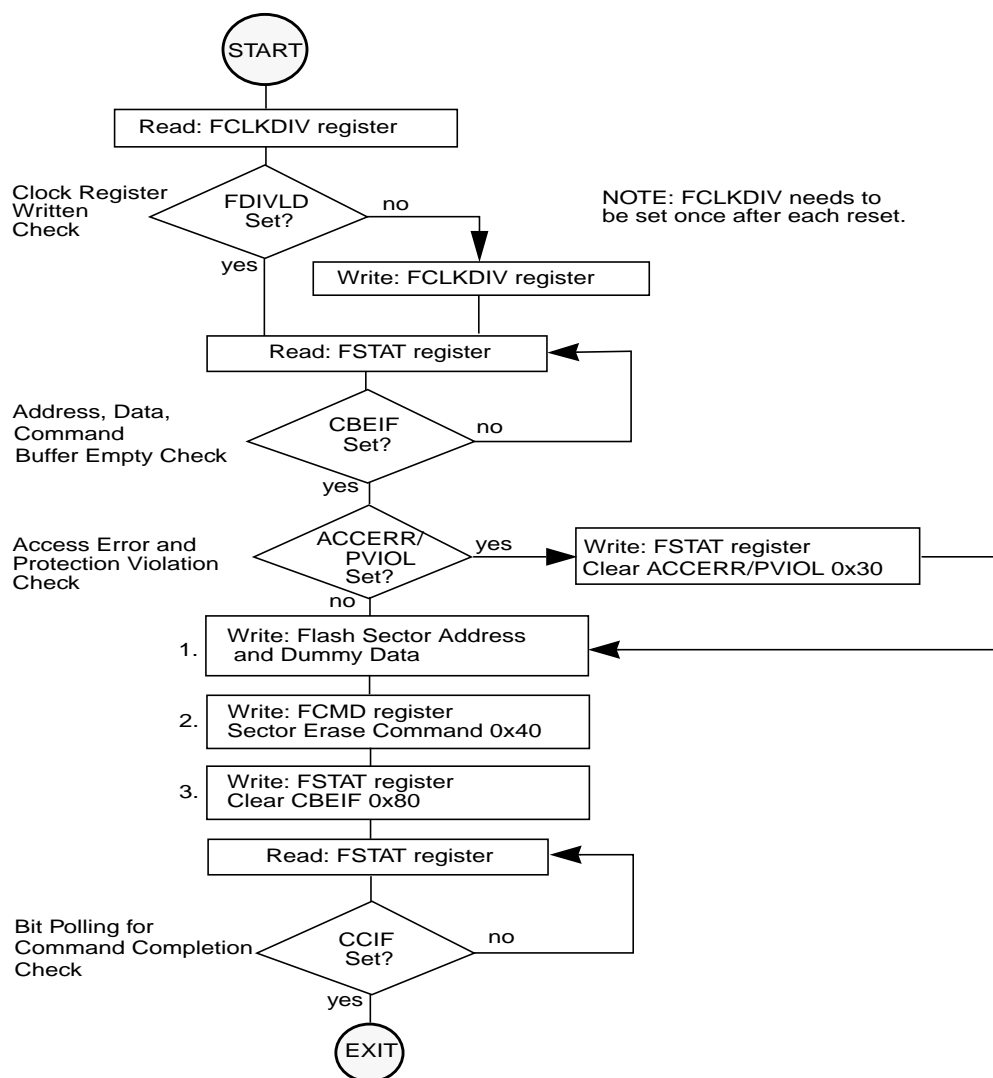 START
Read: FCLKDIV register
Clock Register
Written
Check
FDIVLD
Set?
no
yes
NOTE: FCLKDIV needs to
be set once after each reset.
Write: FCLKDIV register
Read: FSTAT register
Address, Data,
Command
Buffer Empty Check
CBEIF
Set?
no
yes
Access Error and
Protection Violation
Check
ACCERR/
PVIOL
Set?
yes
no
Write: FSTAT register
Clear ACCERR/PVIOL 0x30
1.
Write: Flash Sector Address
and Dummy Data
2.
Write: FCMD register
Sector Erase Command 0x40
3.
Write: FSTAT register
Clear CBEIF 0x80
Read: FSTAT register
Bit Polling for
Command Completion
Check
CCIF
Set?
no
yes
EXIT